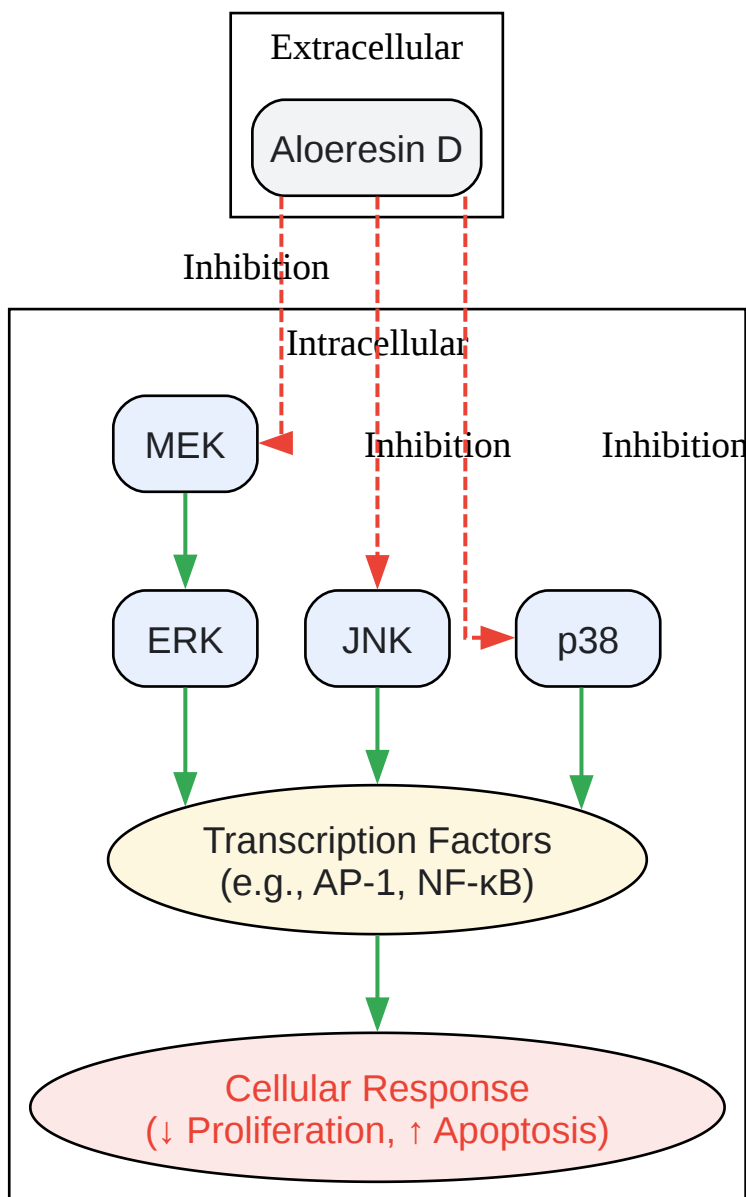 Extracellular
Aloeresin D
Inhibition
Intracellular
MEK
Inhibition
Inhibition
ERK
JNK
p38
Transcription Factors
(e.g., AP-1, NF-κB)
Cellular Response
(↓ Proliferation, ↑ Apoptosis)